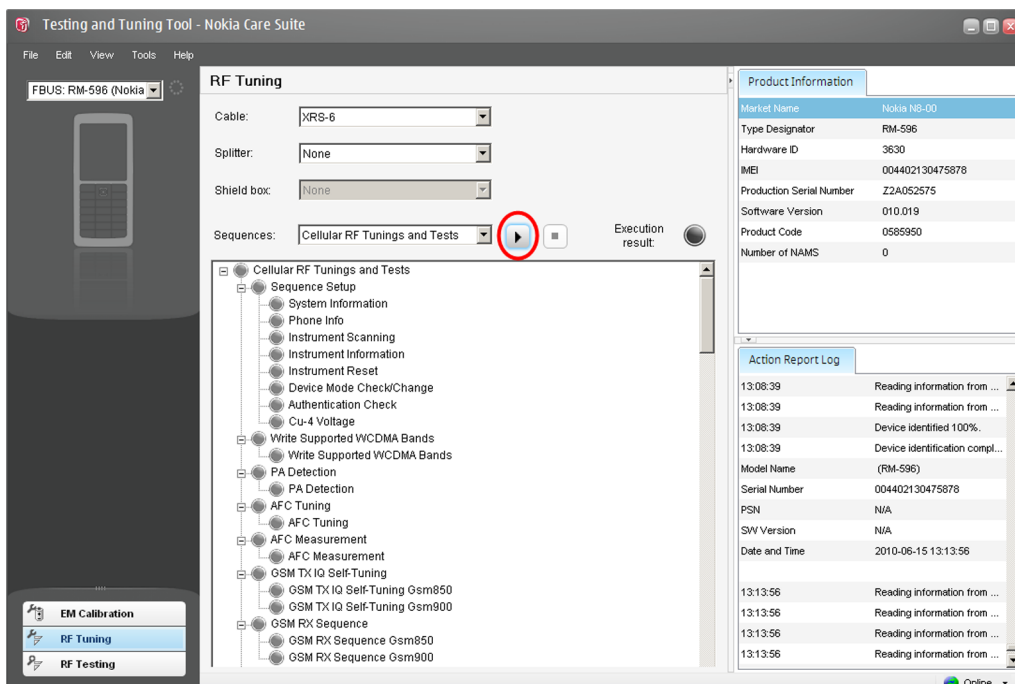 Testing and Tuning Tool - Nokia Care Suite
File Edit View Tools Help
FBUS: RM-596 (Nokia
RF Tuning
Cable: XRS-6
Splitter: None
Shield box: None
Sequences: Cellular RF Tunings and Tests
Execution
result:
Cellular RF Tunings and Tests
Sequence Setup
System Information
Phone Info
Instrument Scanning
Instrument Information
Instrument Reset
Device Mode Check/Change
Authentication Check
Cu-4 Voltage
Write Supported WCDMA Bands
Write Supported WCDMA Bands
PA Detection
PA Detection
AFC Tuning
AFC Tuning
AFC Measurement
AFC Measurement
GSM TX IQ Self-Tuning
GSM TX IQ Self-Tuning Gsm850
GSM TX IQ Self-Tuning Gsm900
GSM RX Sequence
GSM RX Sequence Gsm850
GSM RX Sequence Gsm900
EM Calibration
RF Tuning
RF Testing
Product Information
Market Name Nokia N8-00
Type Designator RM-596
Hardware ID 3630
IMEI 004402130475878
Production Serial Number Z2A052575
Software Version 010.019
Product Code 0585950
Number of NAMS 0
Action Report Log
13:08:39 Reading information from ...
13:08:39 Reading information from ...
13:08:39 Device identified 100%.
13:08:39 Device identification compl...
Model Name (RM-596)
Serial Number 004402130475878
PSN N/A
SW Version N/A
Date and Time 2010-06-15 13:13:56
13:13:56 Reading information from ...
13:13:56 Reading information from ...
13:13:56 Reading information from ...
13:13:56 Reading information from ...
Online